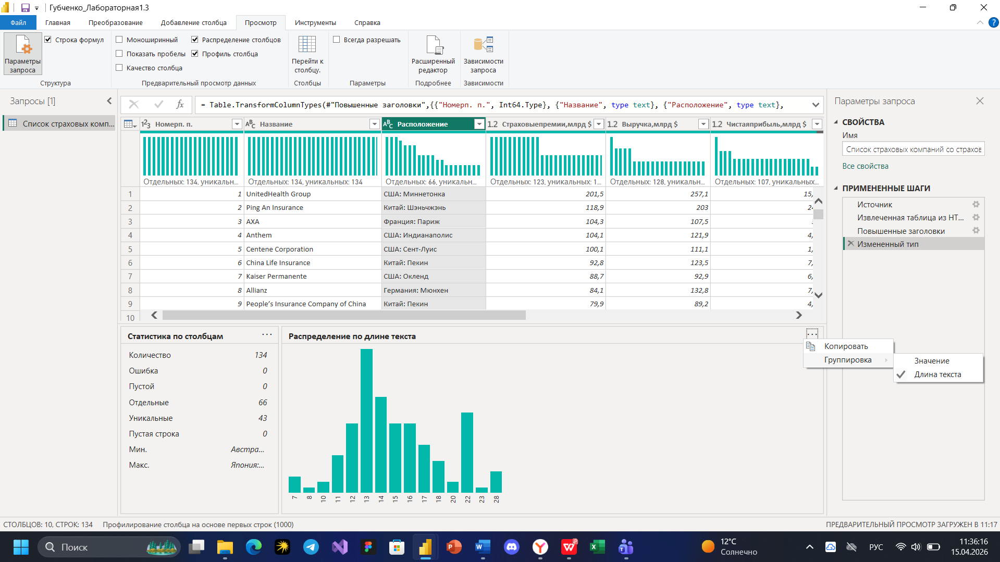 Губченко_Лабораторная1.3
Файл Главная Преобразование Добавление столбца Просмотр Инструменты Справка
Параметры запроса
Строка формул
Структура
Моноширинный
Показать пробелы
Качество столбца
Распределение столбцов
Профиль столбца
Предварительный просмотр данных
Перейти к столбцу.
Столбцы
Всегда разрешать
Параметры
Расширенный редактор
Подробнее
Зависимости запроса
Зависимости
Запросы [1]
Список страховых комп...
fx = Table.TransformColumnTypes(#"Повышенные заголовки",{{"Номерп. п.", Int64.Type}, {"Название", type text}, {"Расположение", type text},
1²3 Номерп. п. ABC Название ABC Расположение 1.2 Страховыепремии,млрд $ 1.2 Выручка,млрд $ 1.2 Чистаяприбыль,млрд $
Отдельных: 134, уникальн... Отдельных: 134, уникальных: 134 Отдельных: 66, уникальн... Отдельных: 123, уникальных: 1... Отдельных: 128, уникальн... Отдельных: 107, уникальных...
1 1 UnitedHealth Group США: Миннетонка 201,5 257,1 15,
2 2 Ping An Insurance Китай: Шэньчжэнь 118,9 203
3 3 AXA Франция: Париж 104,3 107,5
4 4 Anthem США: Индианаполис 104,1 121,9 4,
5 5 Centene Corporation США: Сент-Луис 100,1 111,1 1,
6 6 China Life Insurance Китай: Пекин 92,8 123,5 7,
7 7 Kaiser Permanente США: Окленд 88,7 92,9 6,
8 8 Allianz Германия: Мюнхен 84,1 132,8 7,
9 9 People’s Insurance Company of China Китай: Пекин 79,9 89,2 4,
10
Статистика по столбцам ...
Количество 134
Ошибка 0
Пустой 0
Отдельные 66
Уникальные 43
Пустая строка 0
Мин. Австра...
Макс. Япония:...
Распределение по длине текста ...
7 8 10 11 12 13 14 15 16 17 18 20 22 23 28
Копировать
Группировка
Значение
Длина текста
Параметры запроса
СВОЙСТВА
Имя
Список страховых компаний со страхов
Все свойства
ПРИМЕНЕННЫЕ ШАГИ
Источник
Извлеченная таблица из HT...
Повышенные заголовки
Измененный тип
СТОЛБЦОВ: 10, СТРОК: 134 Профилирование столбца на основе первых строк (1000) ПРЕДВАРИТЕЛЬНЫЙ ПРОСМОТР ЗАГРУЖЕН В 11:17
Поиск
12°C
Солнечно
РУС
11:36:16
15.04.2026